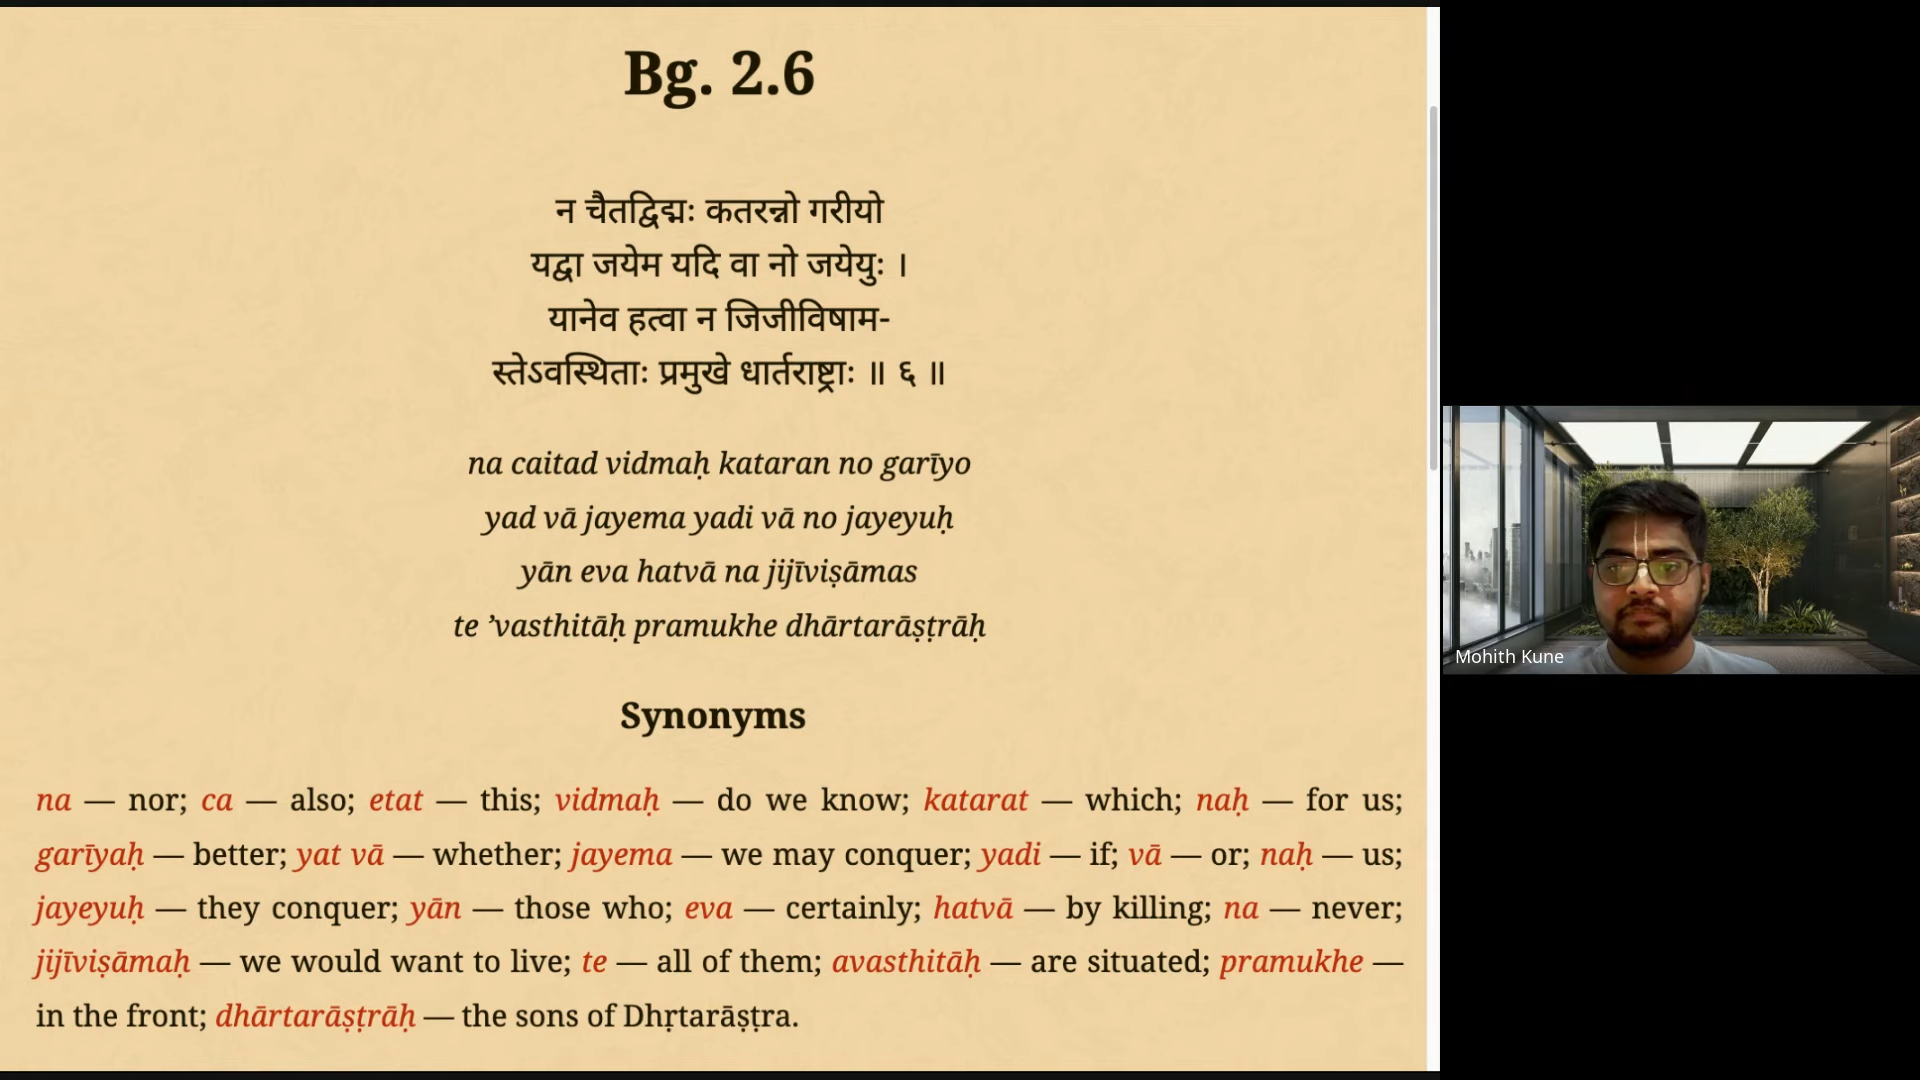 Bg. 2.6
न चैतद्विद्मः कतरन्नो गरीयो
यद्वा जयेम यदि वा नो जयेयुः ।
यानेव हत्वा न जिजीविषाम-
स्तेऽवस्थिताः प्रमुखे धार्तराष्ट्राः ॥ ६ ॥
na caitad vidmaḥ kataran no garīyo
yad vā jayema yadi vā no jayeyuḥ
yān eva hatvā na jijīviṣāmas
te ’vasthitāḥ pramukhe dhārtarāṣṭrāḥ
Synonyms
na — nor; ca — also; etat — this; vidmaḥ — do we know; katarat — which; naḥ — for us;
garīyaḥ — better; yat vā — whether; jayema — we may conquer; yadi — if; vā — or; naḥ — us;
jayeyuḥ — they conquer; yān — those who; eva — certainly; hatvā — by killing; na — never;
jijīviṣāmaḥ — we would want to live; te — all of them; avasthitāḥ — are situated; pramukhe —
in the front; dhārtarāṣṭrāḥ — the sons of Dhṛtarāṣṭra.
Mohith Kune